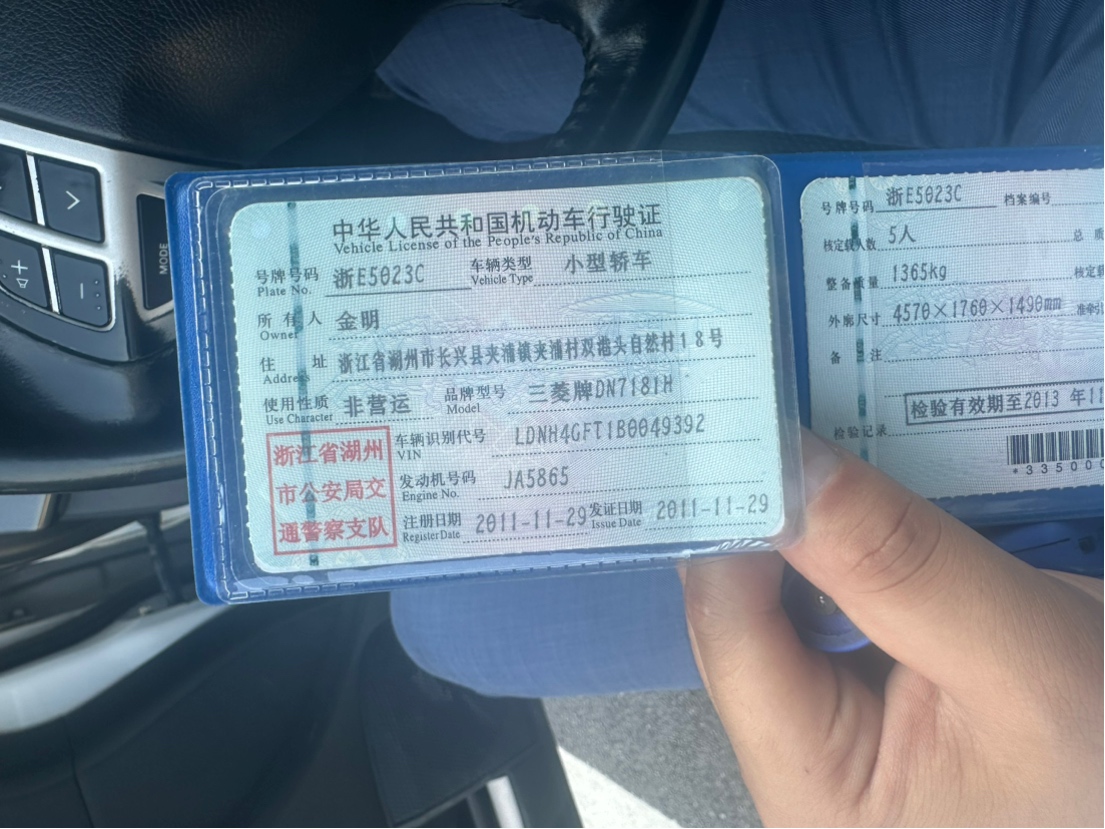 MODE
中华人民共和国机动车行驶证
Vehicle License of the People's Republic of China
号牌号码 浙E5023C 车辆类型 小型轿车
Plate No. Vehicle Type
所有人 金明
Owner
住址 浙江省湖州市长兴县夹浦镇夹浦村双港头自然村18号
Address
使用性质 非营运 品牌型号 三菱牌DN7181H
Use Character Model
浙江省湖州
市公安局交
通警察支队
车辆识别代号 LDNH4GFT1B0049392
VIN
发动机号码 JA5865
Engine No.
注册日期 2011-11-29 发证日期 2011-11-29
Register Date Issue Date
号牌号码 浙E5023C 档案编号
核定载人数 5人 总质
整备质量 1365kg 核定载
外廓尺寸 4570×1760×1490mm 准牵引
备注
检验有效期至2013 年11
检验记录
*335000